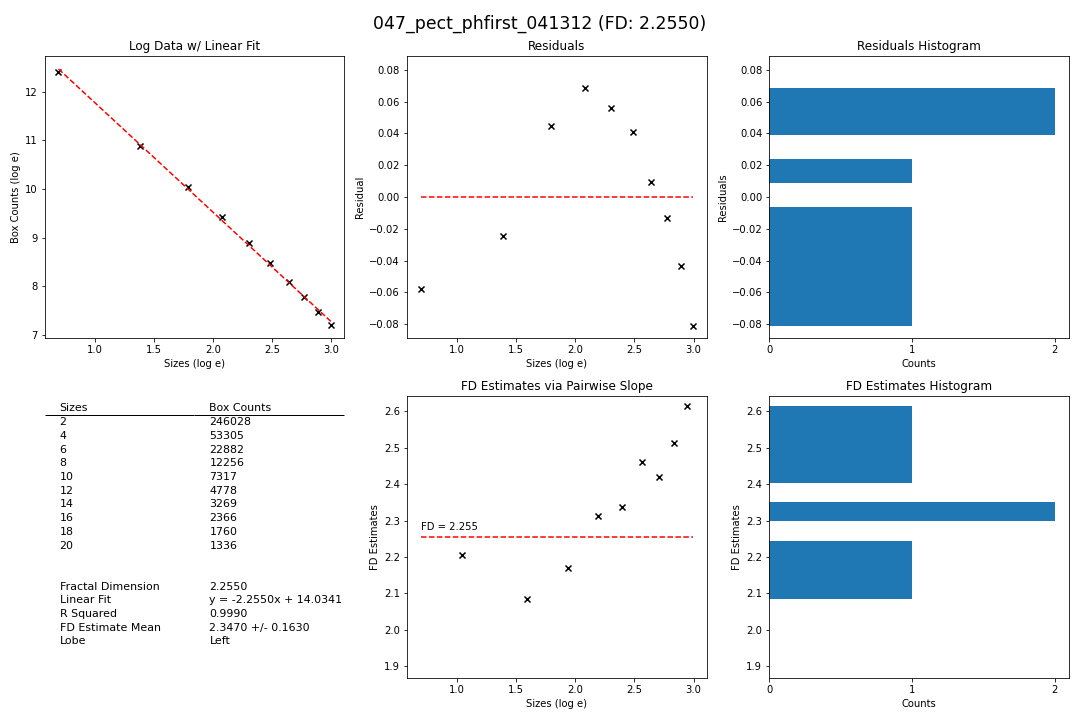 047_pect_phfirst_041312 (FD: 2.2550)
Log Data w/ Linear Fit
Box Counts (log e)
12
11
10
9
8
7
1.0 1.5 2.0 2.5 3.0
Sizes (log e)
Residuals
Residual
0.08
0.06
0.04
0.02
0.00
−0.02
−0.04
−0.06
−0.08
1.0 1.5 2.0 2.5 3.0
Sizes (log e)
Residuals Histogram
Residuals
0.08
0.06
0.04
0.02
0.00
−0.02
−0.04
−0.06
−0.08
0 1 2
Counts
Sizes Box Counts
2 246028
4 53305
6 22882
8 12256
10 7317
12 4778
14 3269
16 2366
18 1760
20 1336
Fractal Dimension 2.2550
Linear Fit y = -2.2550x + 14.0341
R Squared 0.9990
FD Estimate Mean 2.3470 +/- 0.1630
Lobe Left
FD Estimates via Pairwise Slope
FD Estimates
2.6
2.5
2.4
2.3
2.2
2.1
2.0
1.9
FD = 2.255
1.0 1.5 2.0 2.5 3.0
Sizes (log e)
FD Estimates Histogram
FD Estimates
2.6
2.5
2.4
2.3
2.2
2.1
2.0
1.9
0 1 2
Counts